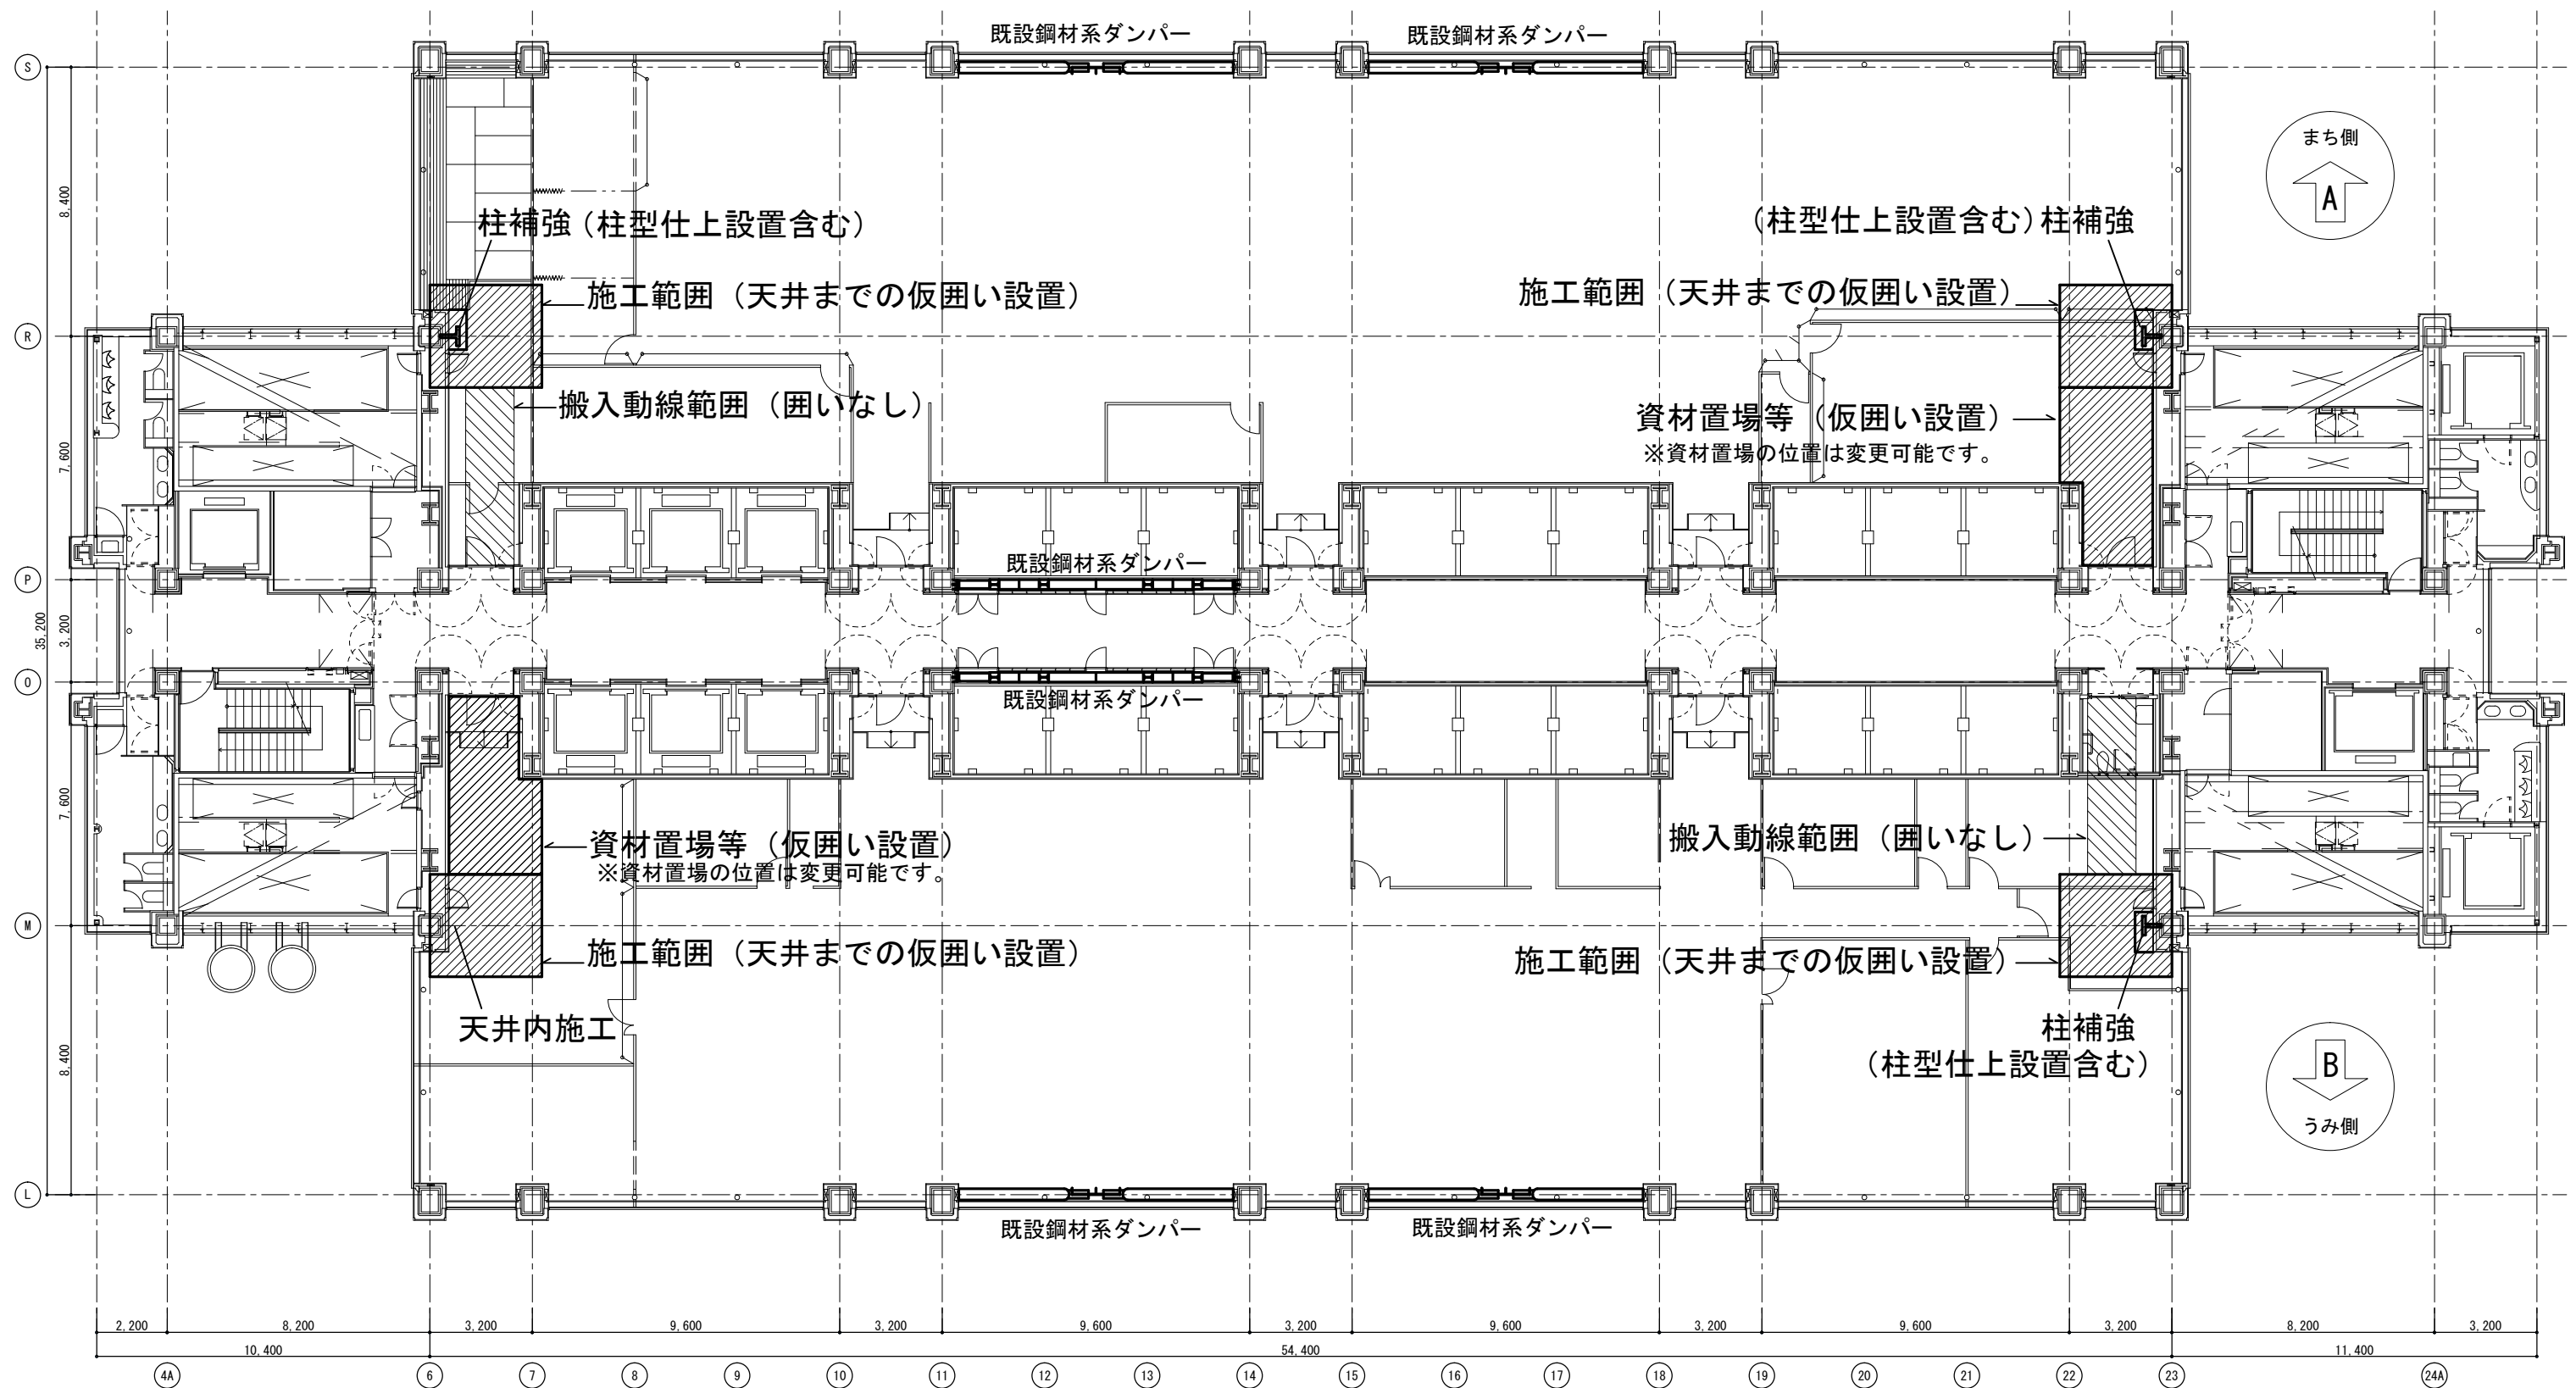 既設鋼材系ダンパー
既設鋼材系ダンパー
S
まち側
A
8,400
柱補強（柱型仕上設置含む）
（柱型仕上設置含む）柱補強
施工範囲（天井までの仮囲い設置）
施工範囲（天井までの仮囲い設置）
R
搬入動線範囲（囲いなし）
資材置場等（仮囲い設置）
※資材置場の位置は変更可能です。
7,600
既設鋼材系ダンパー
P
35,200
3,200
O
既設鋼材系ダンパー
7,600
資材置場等（仮囲い設置）
※資材置場の位置は変更可能です。
搬入動線範囲（囲いなし）
M
施工範囲（天井までの仮囲い設置）
施工範囲（天井までの仮囲い設置）
天井内施工
柱補強
（柱型仕上設置含む）
8,400
B
うみ側
L
既設鋼材系ダンパー
既設鋼材系ダンパー
2,200
8,200
3,200
9,600
3,200
9,600
3,200
9,600
3,200
9,600
3,200
8,200
3,200
10,400
54,400
11,400
4A
6
7
8
9
10
11
12
13
14
15
16
17
18
19
20
21
22
23
24A